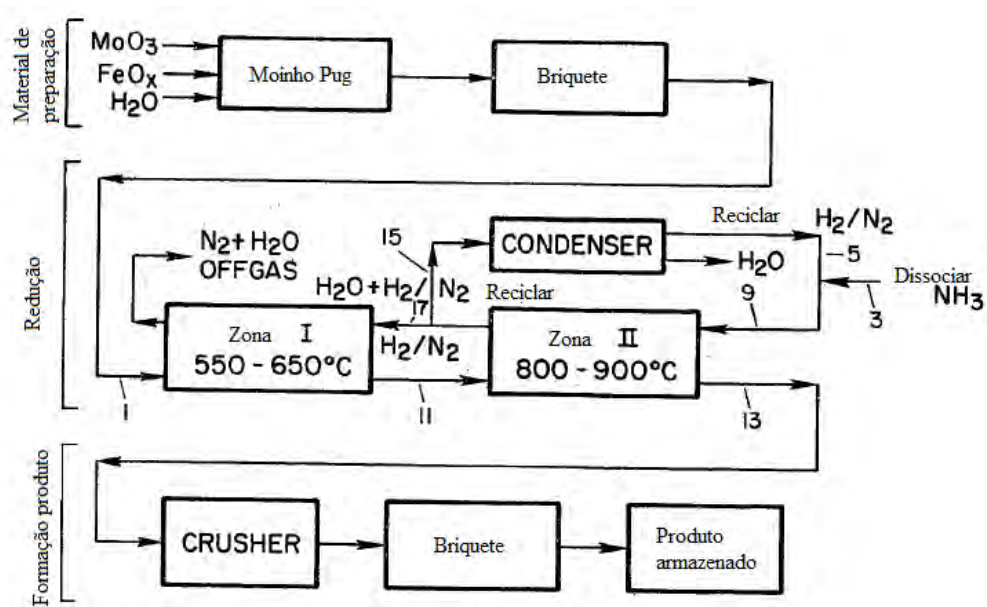 Material de
preparação
MoO3
FeOx
H2O
Moinho Pug
Briquete
Redução
N2+H2O
OFFGAS
15
H2O+H2/
N2
17
H2/N2
Reciclar
CONDENSER
Reciclar
H2O
H2/N2
5
Dissociar
NH3
3
9
Zona I
550-650°C
Zona II
800-900°C
1
11
13
Formação produto
CRUSHER
Briquete
Produto
armazenado